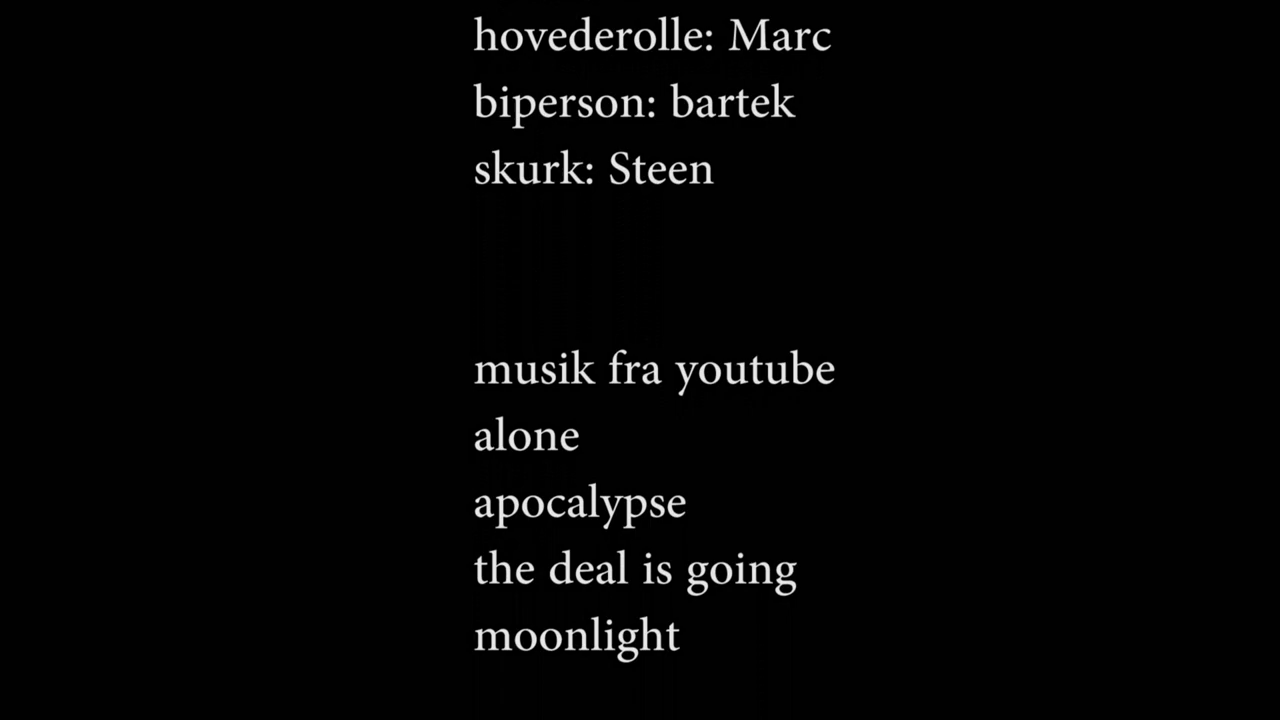 hovederolle: Marc
biperson: bartek
skurk: Steen
musik fra youtube
alone
apocalypse
the deal is going
moonlight